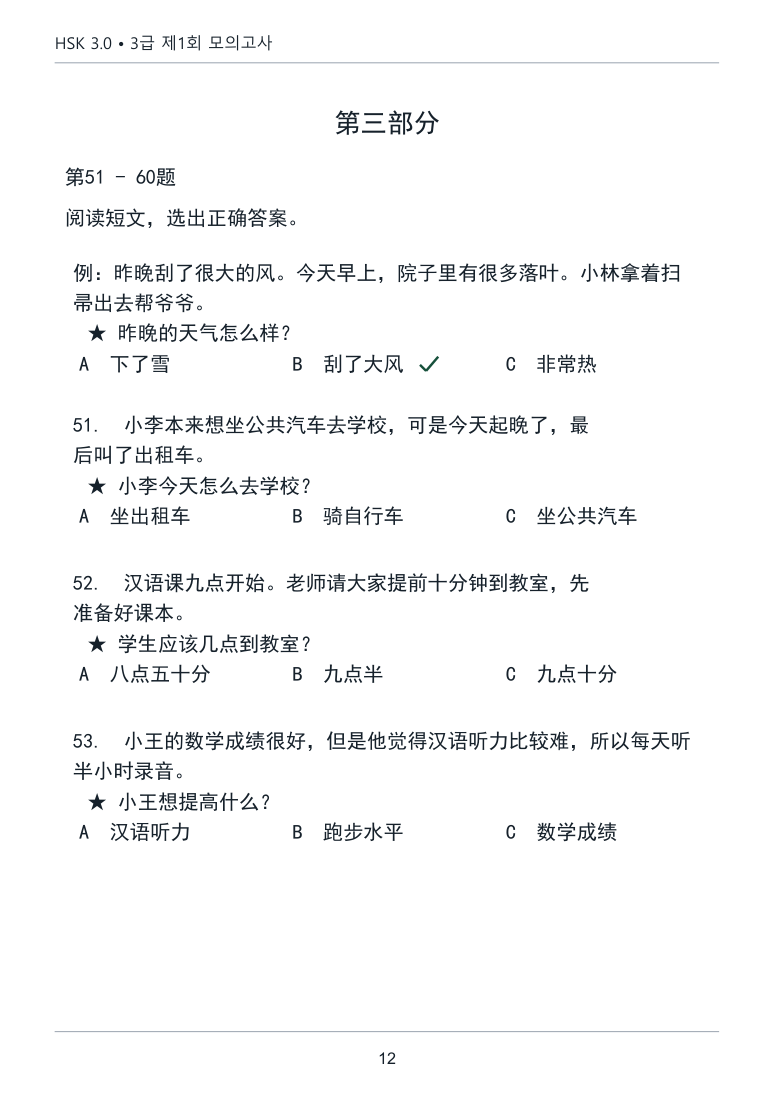 HSK 3.0 • 3급 제1회 모의고사
第三部分
第51 - 60题
阅读短文，选出正确答案。
例：昨晚刮了很大的风。今天早上，院子里有很多落叶。小林拿着扫
帚出去帮爷爷。
★ 昨晚的天气怎么样？
A 下了雪 B 刮了大风 ✓ C 非常热
51. 小李本来想坐公共汽车去学校，可是今天起晚了，最
后叫了出租车。
★ 小李今天怎么去学校？
A 坐出租车 B 骑自行车 C 坐公共汽车
52. 汉语课九点开始。老师请大家提前十分钟到教室，先
准备好课本。
★ 学生应该几点到教室？
A 八点五十分 B 九点半 C 九点十分
53. 小王的数学成绩很好，但是他觉得汉语听力比较难，所以每天听
半小时录音。
★ 小王想提高什么？
A 汉语听力 B 跑步水平 C 数学成绩
12